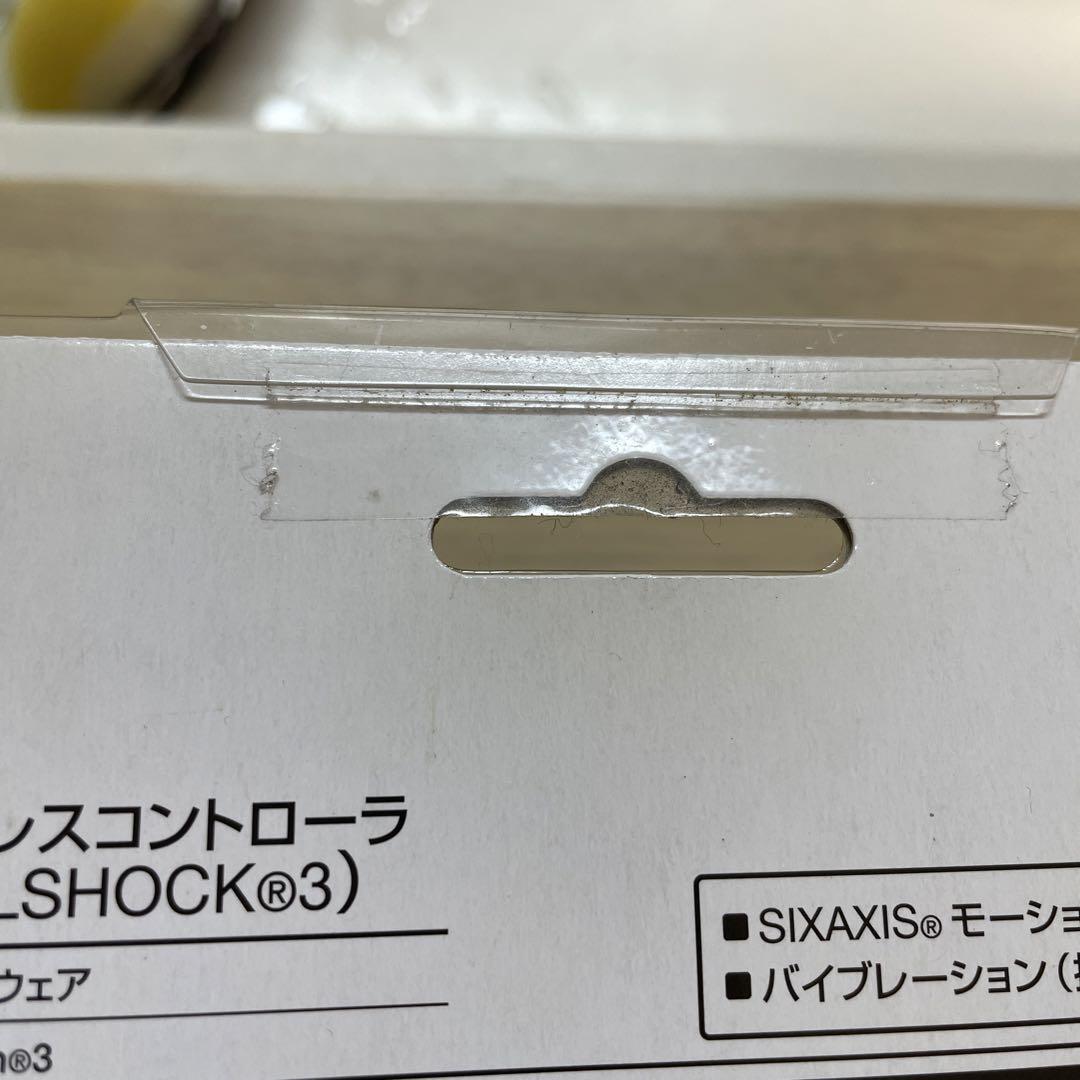 レスコントローラ
LSHOCK®3)
ウェア
n®3
■ SIXAXIS® モーショ
■ バイブレーション(